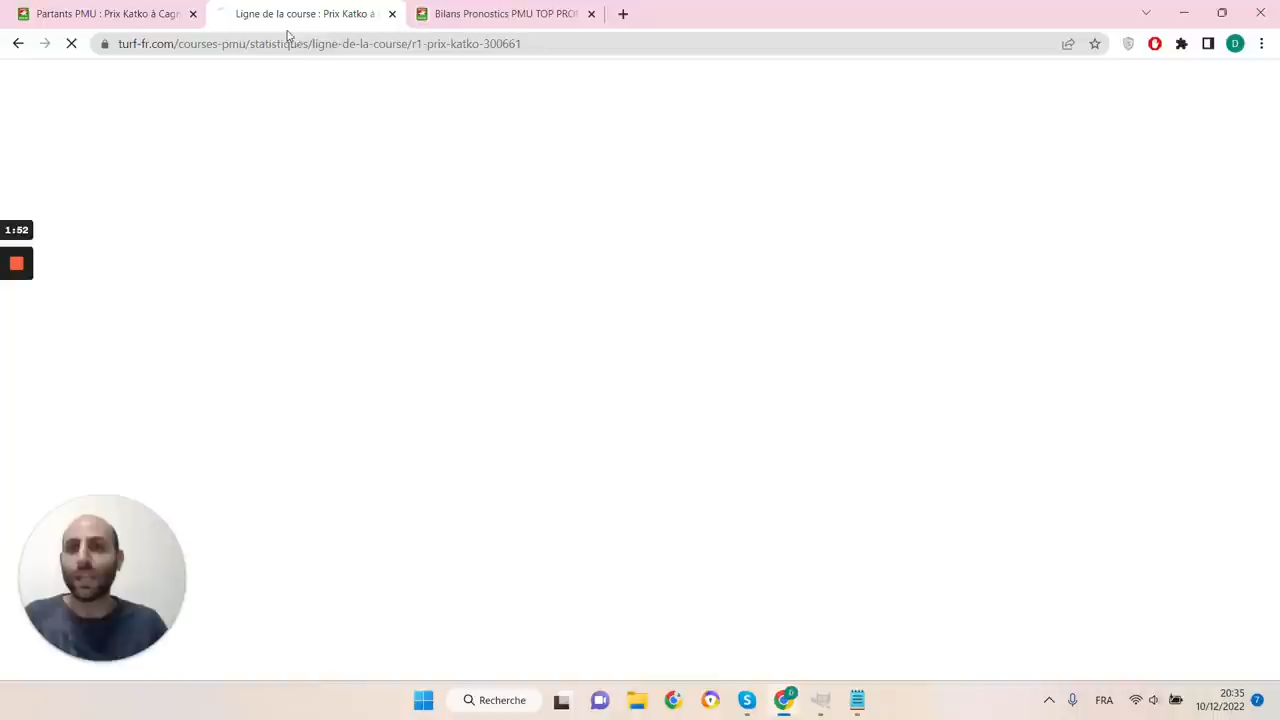 Partants PMU : Prix Katko à Cagn
Ligne de la course : Prix Katko à
Bilans Pronostics PMU TOP PRO
turf-fr.com/courses-pmu/statistiques/ligne-de-la-course/r1-prix-katko-300661
D
1:52
Recherche
FRA
20:35
10/12/2022
7